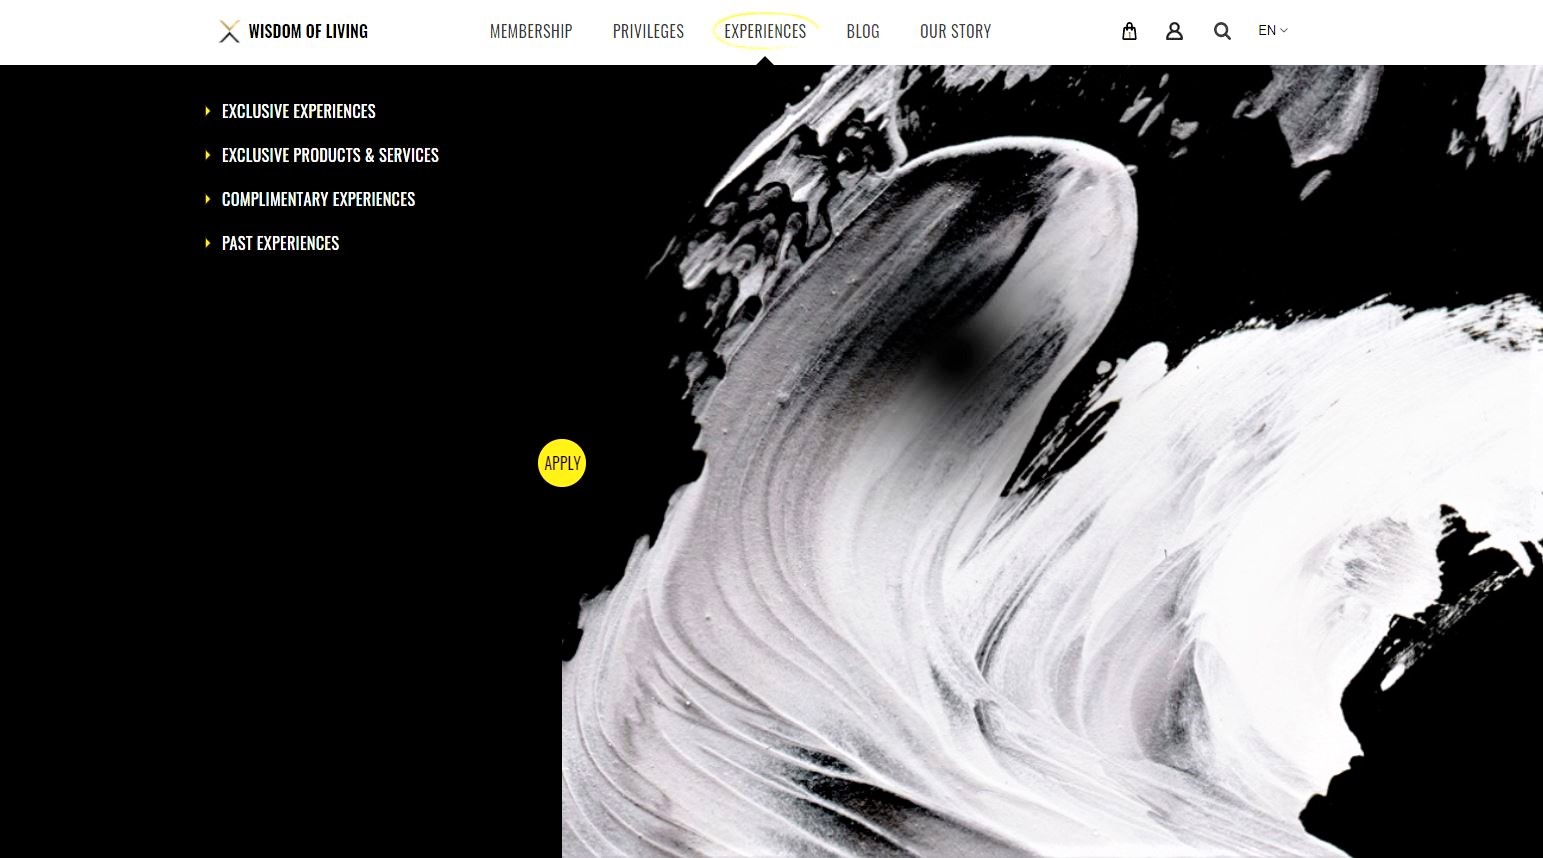 WISDOM OF LIVING
MEMBERSHIP
PRIVILEGES
EXPERIENCES
BLOG
OUR STORY
EN
EXCLUSIVE EXPERIENCES
EXCLUSIVE PRODUCTS & SERVICES
COMPLIMENTARY EXPERIENCES
PAST EXPERIENCES
APPLY